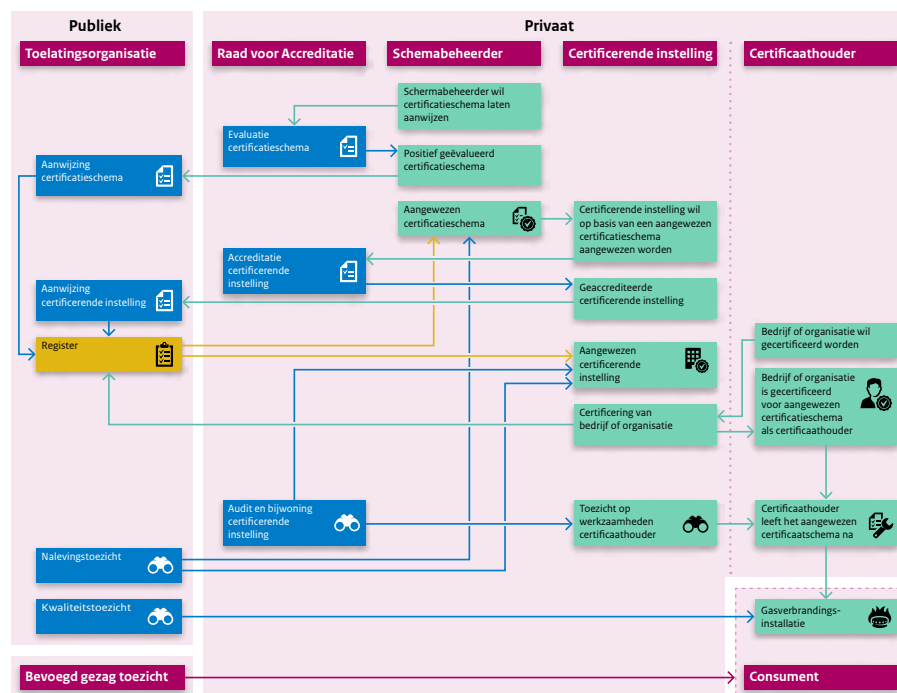 Publiek
Privaat
Toelatingsorganisatie
Raad voor Accreditatie
Schemabeheerder
Certificerende instelling
Certificaathouder
Schermabeheerder wil
certificatieschema laten
aanwijzen
Evaluatie
certificatieschema
Positief geëvalueerd
certificatieschema
Aanwijzing
certificatieschema
Aangewezen
certificatieschema
Certificerende instelling wil
op basis van een aangewezen
certificatieschema
aangewezen worden
Accreditatie
certificerende
instelling
Geaccrediteerde
certificerende instelling
Aanwijzing
certificerende instelling
Register
Aangewezen
certificerende
instelling
Bedrijf of organisatie wil
gecertificeerd worden
Bedrijf of organisatie
is gecertificeerd
voor aangewezen
certificatieschema
als certificaathouder
Certificering van
bedrijf of organisatie
Audit en bijwoning
certificerende
instelling
Toezicht op
werkzaamheden
certificaathouder
Certificaathouder
leeft het aangewezen
certificaatschema na
Nalevingstoezicht
Kwaliteitstoezicht
Gasverbrandings-
installatie
Bevoegd gezag toezicht
Consument